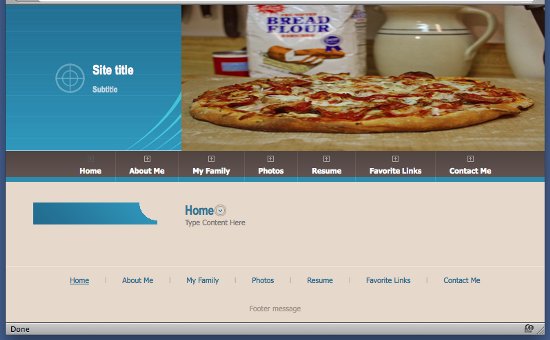 BREAD
FLOUR
Site title
Subtitle
Home
About Me
My Family
Photos
Resume
Favorite Links
Contact Me
Home
Type Content Here
Home
About Me
My Family
Photos
Resume
Favorite Links
Contact Me
Footer message
Done